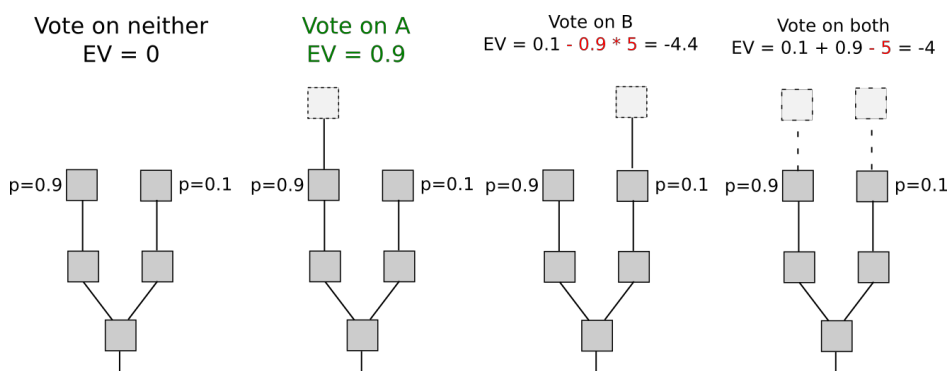 Vote on neither
EV = 0
Vote on A
EV = 0.9
Vote on B
EV = 0.1 - 0.9 * 5 = -4.4
Vote on both
EV = 0.1 + 0.9 - 5 = -4
p=0.9
p=0.1
p=0.9
p=0.1
p=0.9
p=0.1
p=0.9
p=0.1